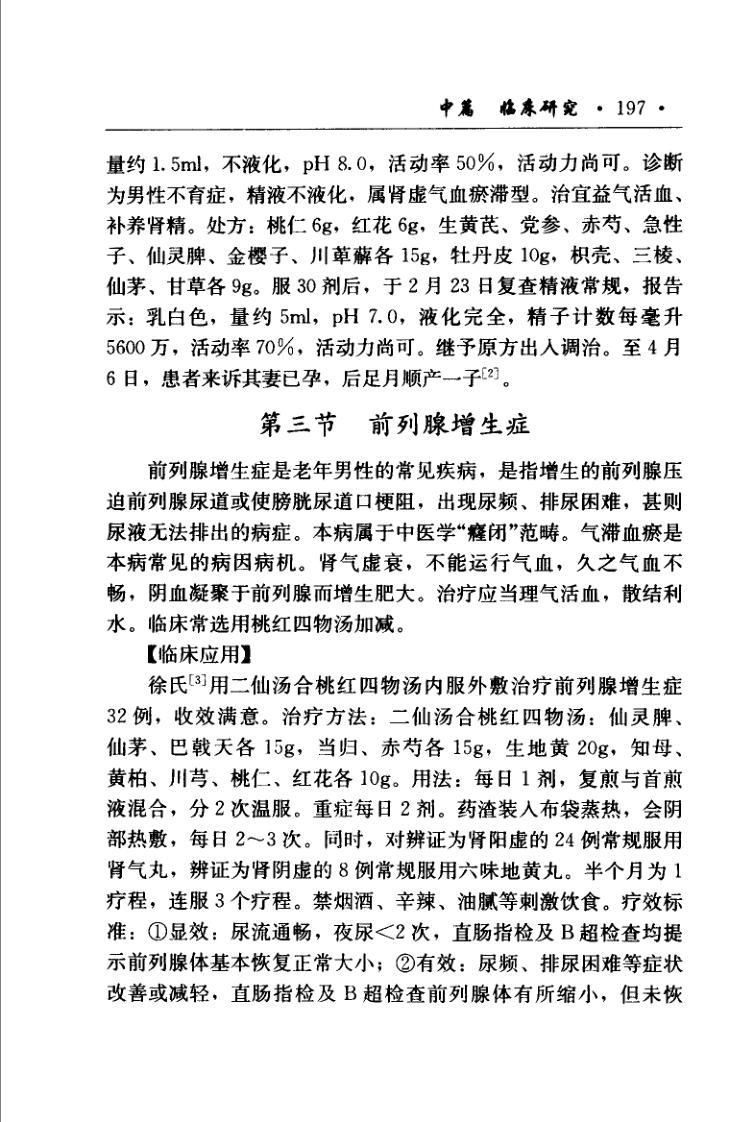 中篇 临床研究 · 197 ·
量约 1.5ml，不液化，pH 8.0，活动率 50%，活动力尚可。诊断
为男性不育症，精液不液化，属肾虚气血瘀滞型。治宜益气活血、
补养肾精。处方：桃仁 6g，红花 6g，生黄芪、党参、赤芍、急性
子、仙灵脾、金樱子、川萆薢各 15g，牡丹皮 10g，枳壳、三棱、
仙茅、甘草各 9g。服 30 剂后，于 2 月 23 日复查精液常规，报告
示：乳白色，量约 5ml，pH 7.0，液化完全，精子计数每毫升
5600 万，活动率 70%，活动力尚可。继予原方出入调治。至 4 月
6 日，患者来诉其妻已孕，后足月顺产一子[2]。
第三节 前列腺增生症
前列腺增生症是老年男性的常见疾病，是指增生的前列腺压
迫前列腺尿道或使膀胱尿道口梗阻，出现尿频、排尿困难，甚则
尿液无法排出的病症。本病属于中医学“癃闭”范畴。气滞血瘀是
本病常见的病因病机。肾气虚衰，不能运行气血，久之气血不
畅，阴血凝聚于前列腺而增生肥大。治疗应当理气活血，散结利
水。临床常选用桃红四物汤加减。
【临床应用】
徐氏[3]用二仙汤合桃红四物汤内服外敷治疗前列腺增生症
32 例，收效满意。治疗方法：二仙汤合桃红四物汤：仙灵脾、
仙茅、巴戟天各 15g，当归、赤芍各 15g，生地黄 20g，知母、
黄柏、川芎、桃仁、红花各 10g。用法：每日 1 剂，复煎与首煎
液混合，分 2 次温服。重症每日 2 剂。药渣装入布袋蒸热，会阴
部热敷，每日 2～3 次。同时，对辨证为肾阳虚的 24 例常规服用
肾气丸，辨证为肾阴虚的 8 例常规服用六味地黄丸。半个月为 1
疗程，连服 3 个疗程。禁烟酒、辛辣、油腻等刺激饮食。疗效标
准：①显效：尿流通畅，夜尿＜2 次，直肠指检及 B 超检查均提
示前列腺体基本恢复正常大小；②有效：尿频、排尿困难等症状
改善或减轻，直肠指检及 B 超检查前列腺体有所缩小，但未恢